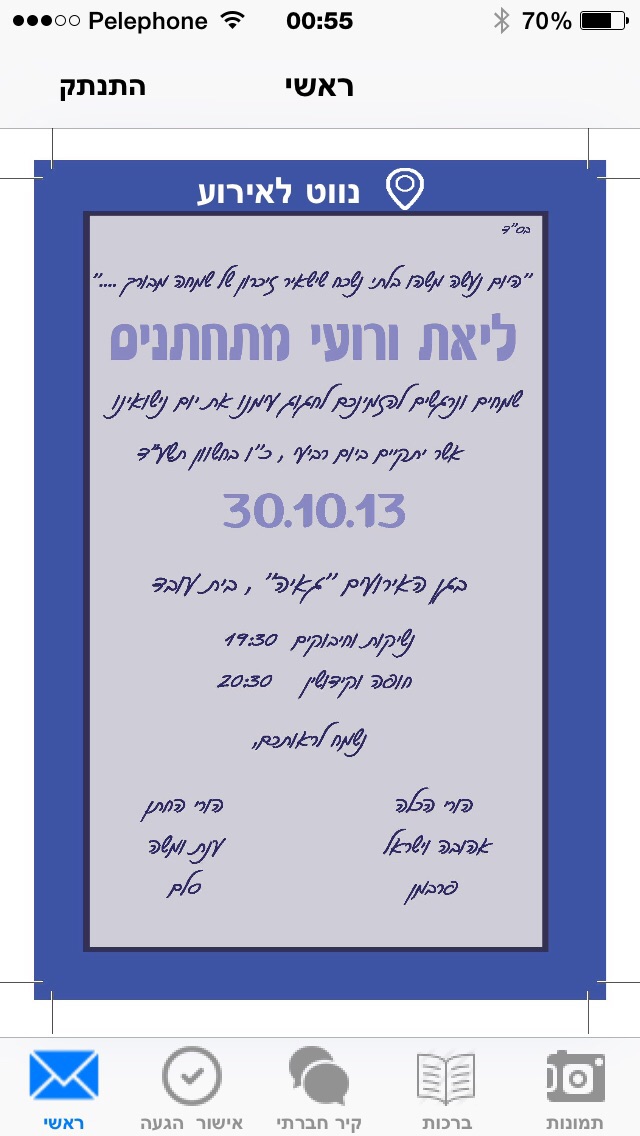 Pelephone 00:55 70%
התנתק ראשי
נווט לאירוע
בס"ד
"היום נעשה משהו בלתי נשכח שישאיר זיכרון של שמחה מבורך ...."
ליאת ורועי מתחתנים
שמחים ונרגשים להזמינכם לחגוג עימנו את יום נישואינו
אשר יתקיים ביום רביעי , כ"ו בחשוון תשע"ד
30.10.13
בגן האירועים "גאיה" , בית עובד
נשיקות וחיבוקים 19:30
חופה וקידושין 20:30
נשמח לראותכם,
הורי הכלה
אהובה וישראל
פרבמן
הורי החתן
ענת ומשה
סלם
ראשי
אישור הגעה
קיר חברתי
ברכות
תמונות